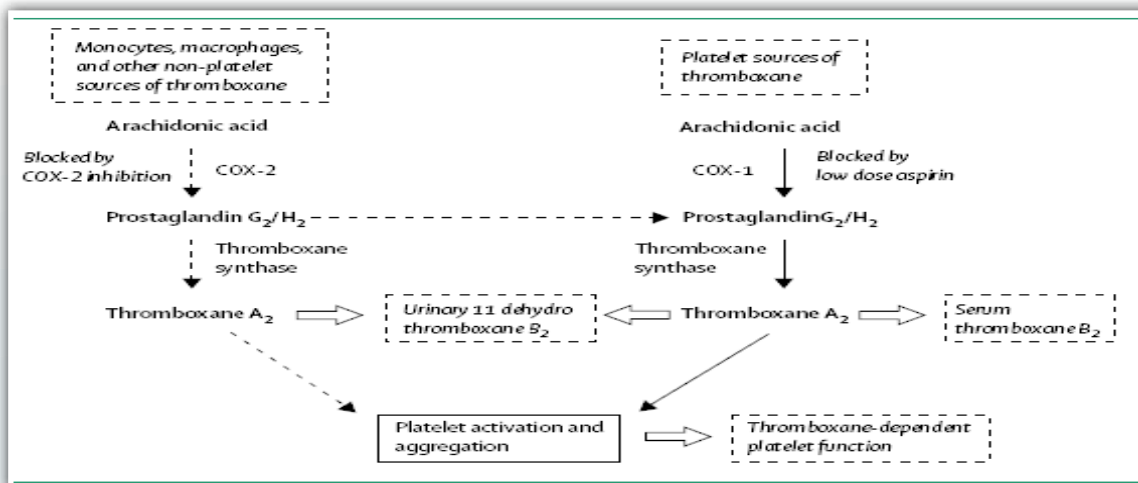 Monocytes, macrophages,
and other non-platelet
sources of thromboxane
Platelet sources of
thromboxane
Arachidonic acid
Arachidonic acid
Blocked by
COX-2 inhibition
COX-2
COX-1
Blocked by
low dose aspirin
Prostaglandin G₂/H₂
ProstaglandinG₂/H₂
Thromboxane
synthase
Thromboxane
synthase
Thromboxane A₂
Urinary 11 dehydro
thromboxane B₂
Thromboxane A₂
Serum
thromboxane B₂
Platelet activation and
aggregation
Thromboxane-dependent
platelet function